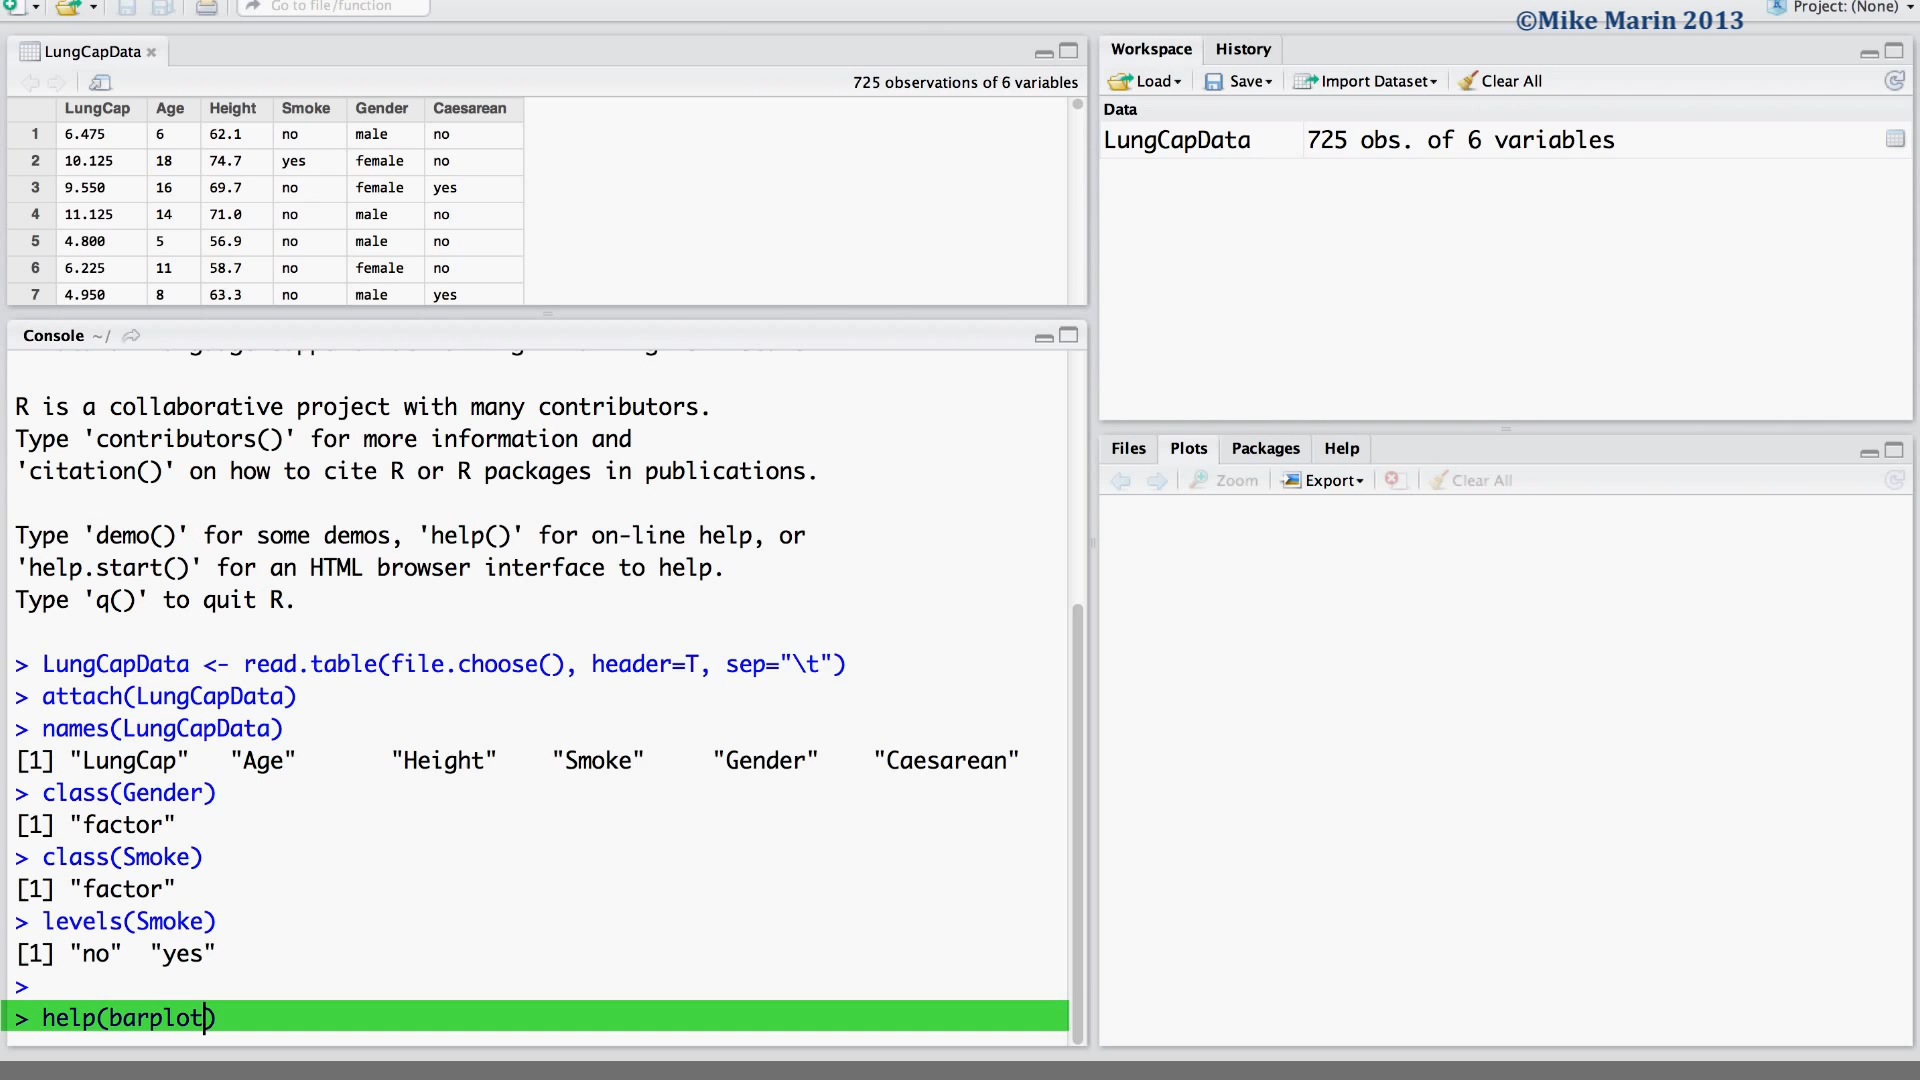 Go to file/function
Project: (None)
©Mike Marin 2013
LungCapData
725 observations of 6 variables
LungCap Age Height Smoke Gender Caesarean
1 6.475 6 62.1 no male no
2 10.125 18 74.7 yes female no
3 9.550 16 69.7 no female yes
4 11.125 14 71.0 no male no
5 4.800 5 56.9 no male no
6 6.225 11 58.7 no female no
7 4.950 8 63.3 no male yes
Console ~/
R is a collaborative project with many contributors.
Type 'contributors()' for more information and
'citation()' on how to cite R or R packages in publications.
Type 'demo()' for some demos, 'help()' for on-line help, or
'help.start()' for an HTML browser interface to help.
Type 'q()' to quit R.
> LungCapData <- read.table(file.choose(), header=T, sep="\t")
> attach(LungCapData)
> names(LungCapData)
[1] "LungCap" "Age" "Height" "Smoke" "Gender" "Caesarean"
> class(Gender)
[1] "factor"
> class(Smoke)
[1] "factor"
> levels(Smoke)
[1] "no" "yes"
>
> help(barplot)
Workspace History
Load Save Import Dataset Clear All
Data
LungCapData 725 obs. of 6 variables
Files Plots Packages Help
Zoom Export Clear All